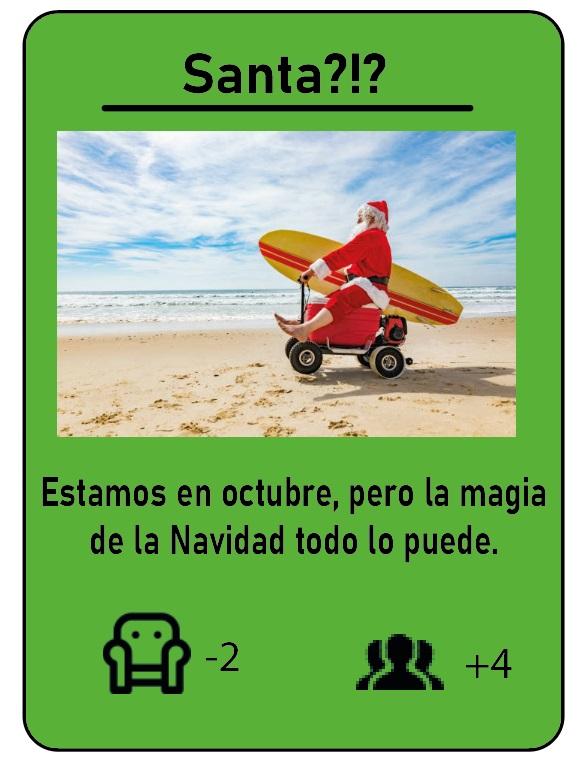 Santa?!?
Estamos en octubre, pero la magia
de la Navidad todo lo puede.
-2
+4